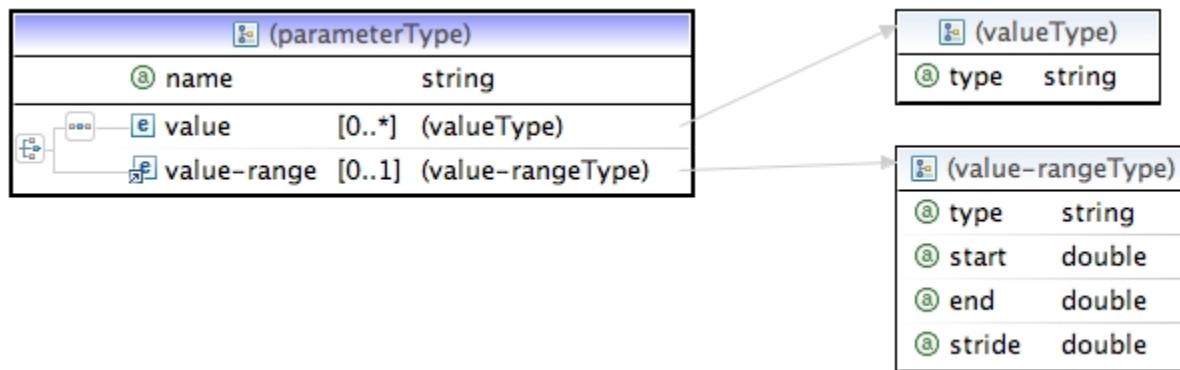 (parameterType)
name string
value [0..*] (valueType)
value-range [0..1] (value-rangeType)
(valueType)
type string
(value-rangeType)
type string
start double
end double
stride double